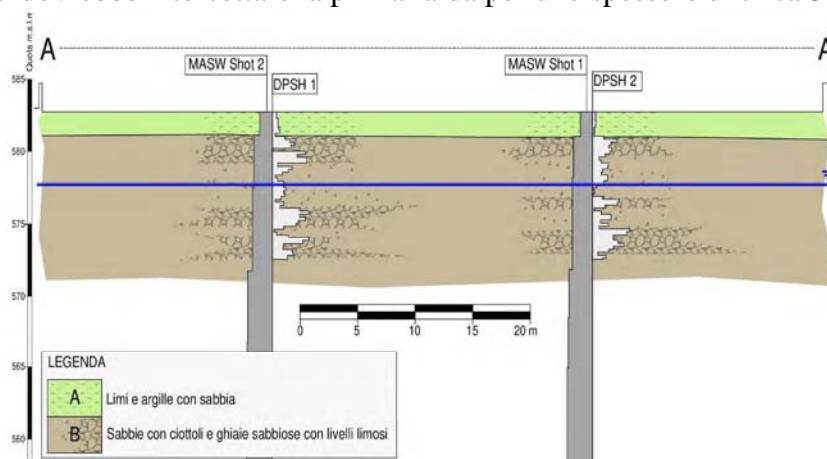 A
A
Quota m.s.l.m
MASW Shot 2
MASW Shot 1
DPSH 1
DPSH 2
585
580
575
570
565
560
0 5 10 15 20 m
LEGENDA
A Limi e argille con sabbia
B Sabbie con ciottoli e ghiaie sabbiose con livelli limosi